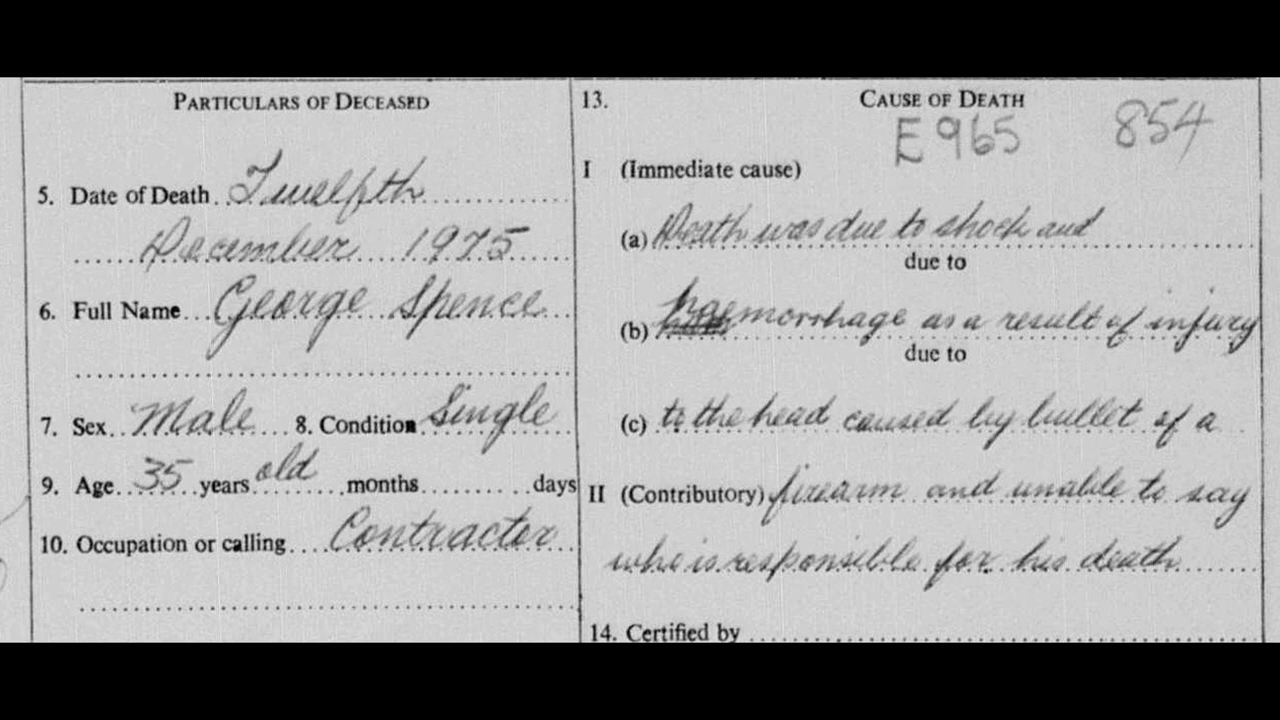 PARTICULARS OF DECEASED
5. Date of Death Twelfth
December 1975
6. Full Name George Spence
7. Sex Male 8. Condition Single
9. Age 35 years old months days
10. Occupation or calling Contractor
13. CAUSE OF DEATH
E965 854
I (Immediate cause)
(a) Death was due to shock and
due to
(b) haemorrhage as a result of injury
due to
(c) to the head caused by bullet of a
II (Contributory) firearm and unable to say
who is responsible for his death
14. Certified by